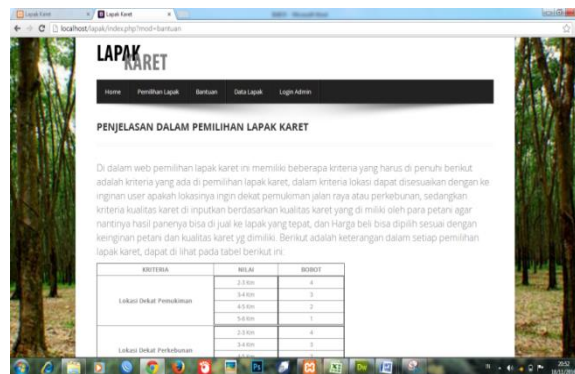 Lapak Karet
Lapak Karet
localhost/lapak/index.php?mod=bantuan
LAPAK
KARET
Home Pemilihan Lapak Bantuan Data Lapak Login Admin
PENJELASAN DALAM PEMILIHAN LAPAK KARET
Di dalam web pemilihan lapak karet ini memiliki beberapa kriteria yang harus di penuhi berikut
adalah kriteria yang ada di pemilihan lapak karet, dalam kriteria lokasi dapat disesuaikan dengan ke
inginan user apakah lokasinya ingin dekat pemukiman jalan raya atau perkebunan, sedangkan
kriteria kualitas karet di inputkan berdasarkan kualitas karet yang di miliki oleh para petani agar
nantinya hasil panenya bisa di jual ke lapak yang tepat, dan Harga beli bisa dipilih sesuai dengan
keinginan petani dan kualitas karet yg dimiliki. Berikut adalah keterangan dalam setiap pemilihan
lapak karet, dapat di lihat pada tabel berikut ini:
KRITERIA NILAI BOBOT
Lokasi Dekat Pemukiman
2-3 Km 4
3-4 Km 3
4-5 Km 2
5-6 Km 1
Lokasi Dekat Perkebunan
2-3 Km 4
3-4 Km 3
20:52